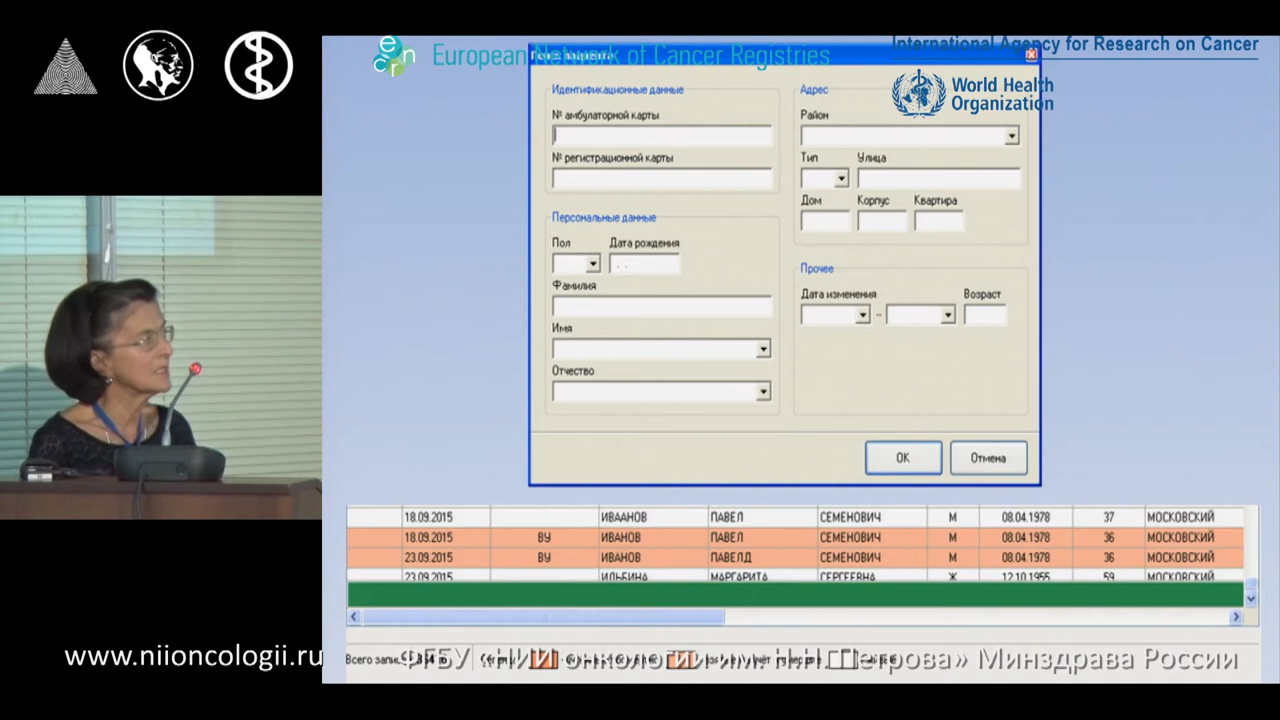 European Network of Cancer Registries
International Agency for Research on Cancer
World Health
Organization
Идентификационные данные
№ амбулаторной карты
№ регистрационной карты
Персональные данные
Пол Дата рождения
Фамилия
Имя
Отчество
Адрес
Район
Тип Улица
Дом Корпус Квартира
Прочее
Дата изменения Возраст
ОК Отмена
18.09.2015 ИВААНОВ ПАВЕЛ СЕМЕНОВИЧ М 08.04.1978 37 МОСКОВСКИЙ
18.09.2015 ВУ ИВАНОВ ПАВЕЛ СЕМЕНОВИЧ М 08.04.1978 36 МОСКОВСКИЙ
23.09.2015 ВУ ИВАНОВ ПАВЕЛД СЕМЕНОВИЧ М 08.04.1978 36 МОСКОВСКИЙ
23.09.2015 ИЛЬБИНА МАРГАРИТА СЕРГЕЕВНА Ж 12.10.1955 59 МОСКОВСКИЙ
Всего
www.niioncologii.ru ФГБУ «НИИ онкологии им. Н.Н. Петрова» Минздрава России